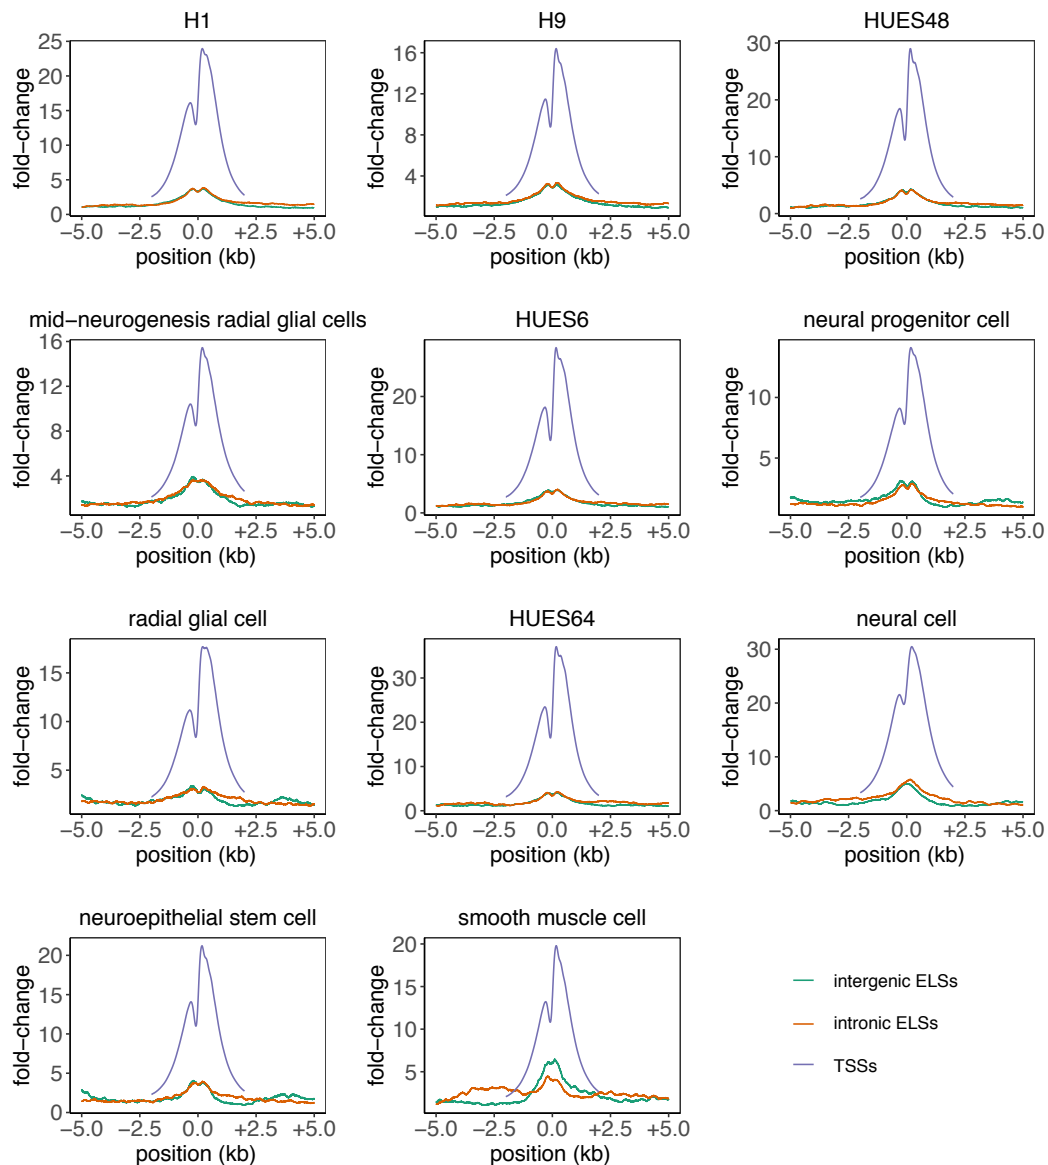 H1
H9
HUES48
fold−change
25
20
15
10
5
0
−5.0 −2.5 0.0 +2.5 +5.0
position (kb)
fold−change
16
12
8
4
−5.0 −2.5 0.0 +2.5 +5.0
position (kb)
fold−change
30
20
10
0
−5.0 −2.5 0.0 +2.5 +5.0
position (kb)
mid−neurogenesis radial glial cells
HUES6
neural progenitor cell
fold−change
16
12
8
4
−5.0 −2.5 0.0 +2.5 +5.0
position (kb)
fold−change
20
10
0
−5.0 −2.5 0.0 +2.5 +5.0
position (kb)
fold−change
10
5
−5.0 −2.5 0.0 +2.5 +5.0
position (kb)
radial glial cell
HUES64
neural cell
fold−change
15
10
5
−5.0 −2.5 0.0 +2.5 +5.0
position (kb)
fold−change
30
20
10
0
−5.0 −2.5 0.0 +2.5 +5.0
position (kb)
fold−change
30
20
10
0
−5.0 −2.5 0.0 +2.5 +5.0
position (kb)
neuroepithelial stem cell
smooth muscle cell
fold−change
20
15
10
5
0
−5.0 −2.5 0.0 +2.5 +5.0
position (kb)
fold−change
20
15
10
5
−5.0 −2.5 0.0 +2.5 +5.0
position (kb)
intergenic ELSs
intronic ELSs
TSSs